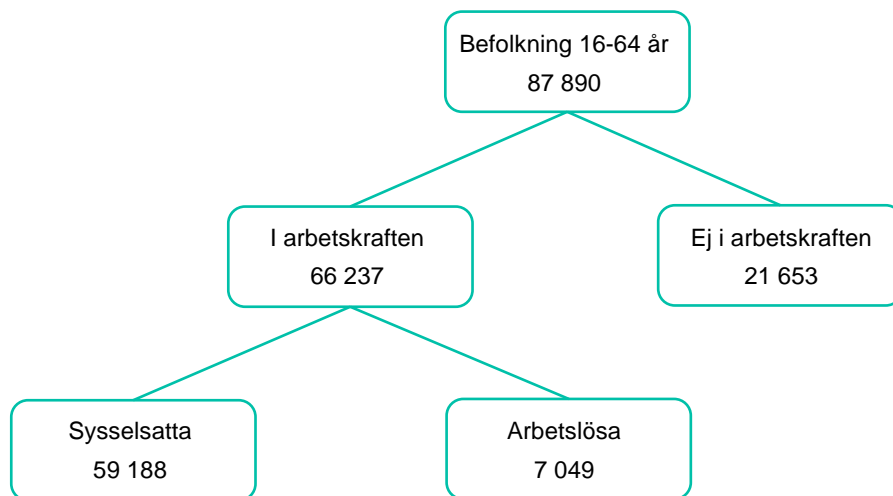 Befolkning 16-64 år
87 890
I arbetskraften
66 237
Ej i arbetskraften
21 653
Sysselsatta
59 188
Arbetslösa
7 049